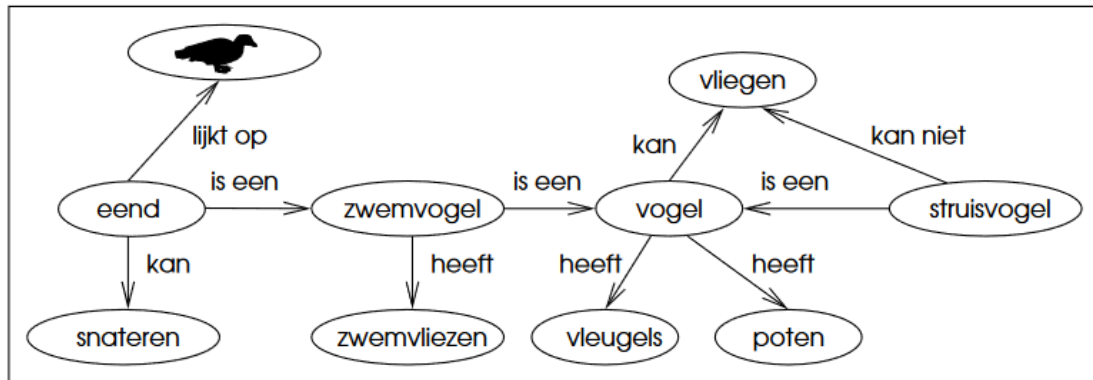 vliegen
lijkt op
kan
kan niet
is een
is een
is een
eend
zwemvogel
vogel
struisvogel
kan
heeft
heeft
heeft
snateren
zwemvliezen
vleugels
poten